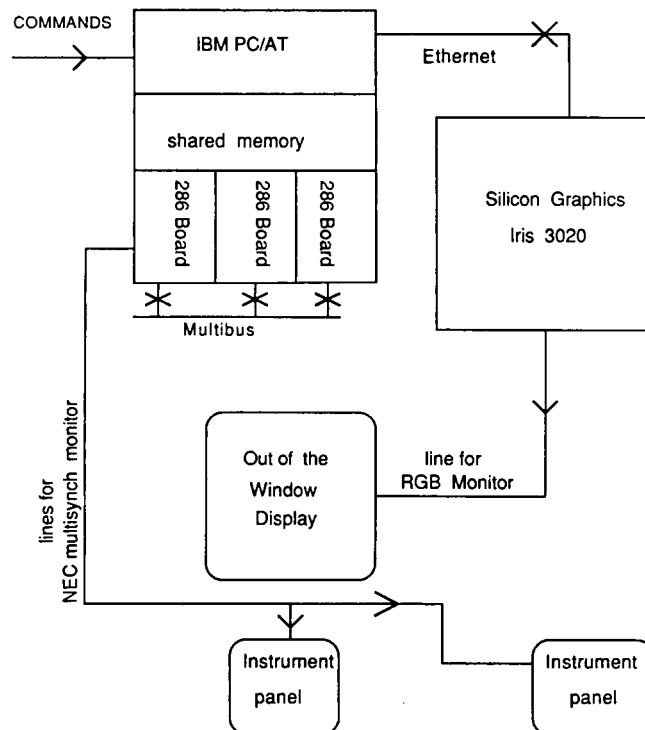 COMMANDS
IBM PC/AT
Ethernet
shared memory
286 Board
286 Board
286 Board
Silicon Graphics
Iris 3020
Multibus
lines for
NEC multisynch monitor
Out of the
Window
Display
line for
RGB Monitor
Instrument
panel
Instrument
panel